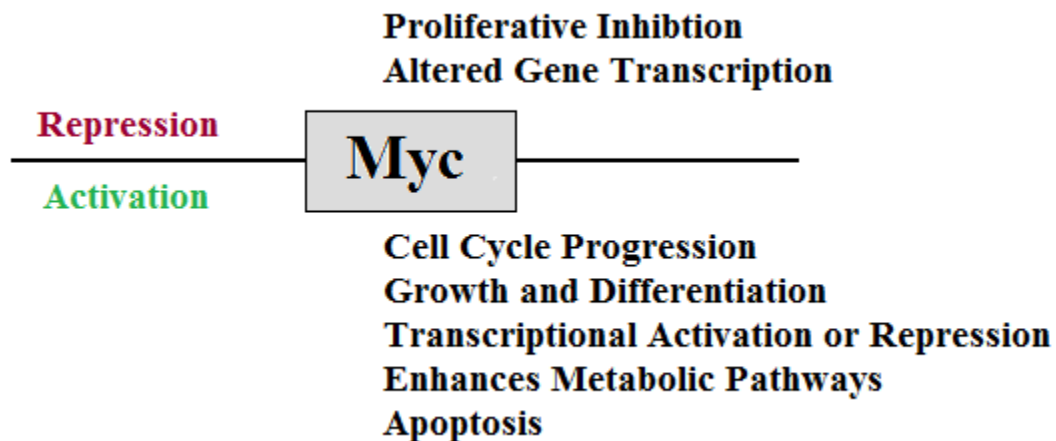 Proliferative Inhibtion
Altered Gene Transcription
Repression
Myc
Activation
Cell Cycle Progression
Growth and Differentiation
Transcriptional Activation or Repression
Enhances Metabolic Pathways
Apoptosis